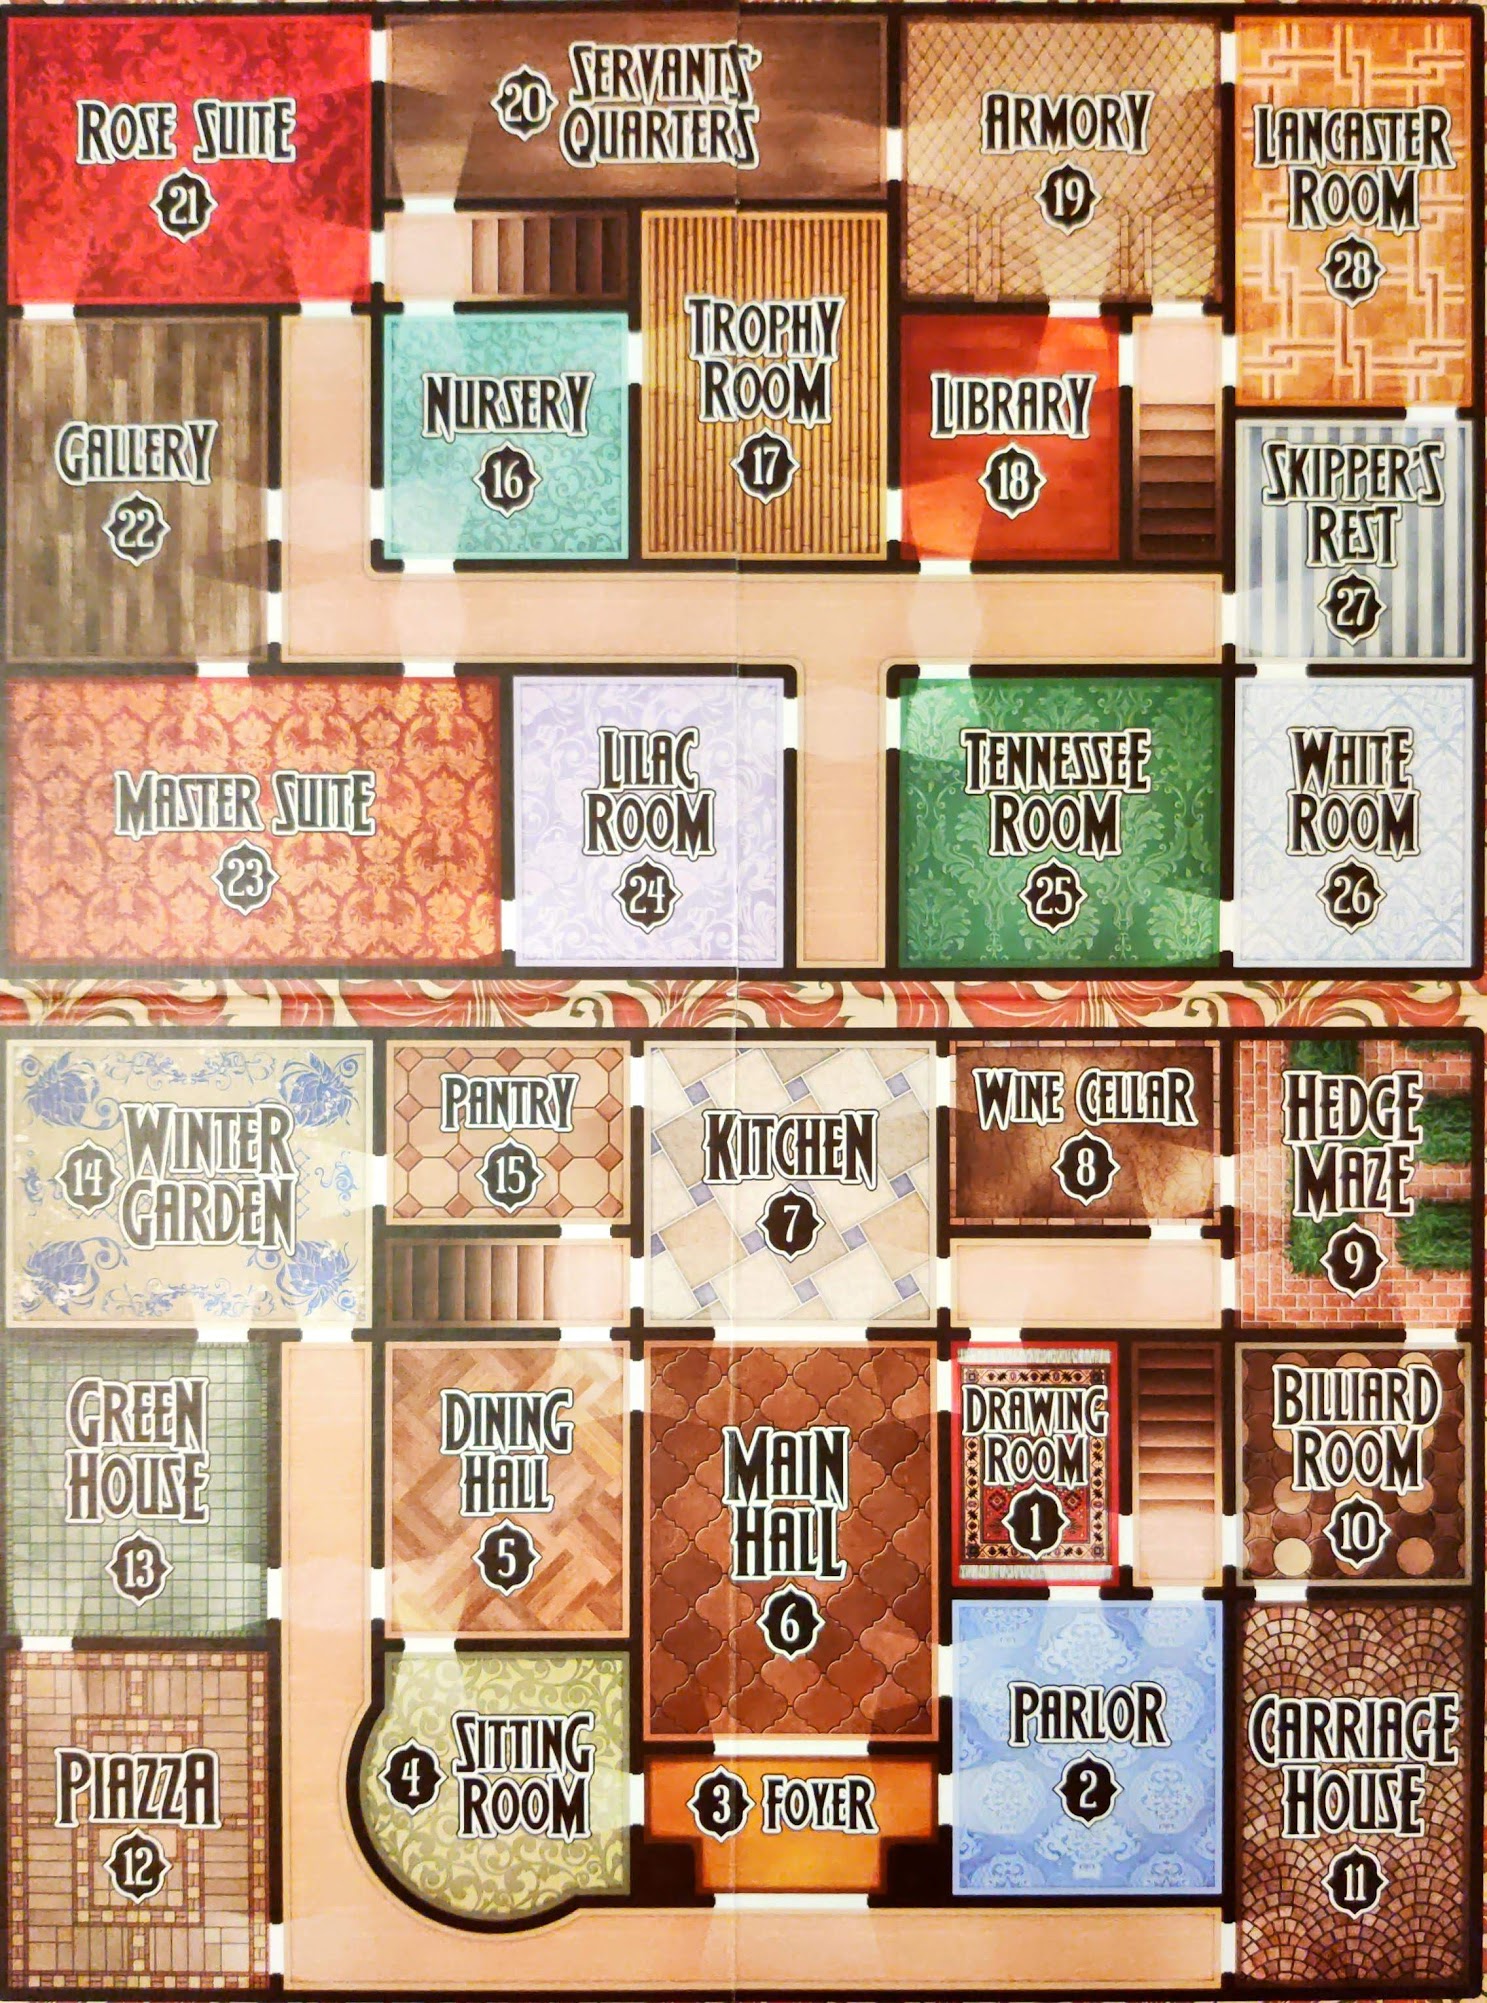 ROSE SUITE
21
20
SERVANTS'
QUARTERS
ARMORY
19
LANCASTER
ROOM
28
GALLERY
22
NURSERY
16
TROPHY
ROOM
17
LIBRARY
18
SKIPPER'S
REST
27
MASTER SUITE
23
LILAC
ROOM
24
TENNESSEE
ROOM
25
WHITE
ROOM
26
14
WINTER
GARDEN
PANTRY
15
KITCHEN
7
WINE CELLAR
8
HEDGE
MAZE
9
GREEN
HOUSE
13
DINING
HALL
5
MAIN
HALL
6
DRAWING
ROOM
1
BILLIARD
ROOM
10
PIAZZA
12
4
SITTING
ROOM
3 FOYER
PARLOR
2
CARRIAGE
HOUSE
11